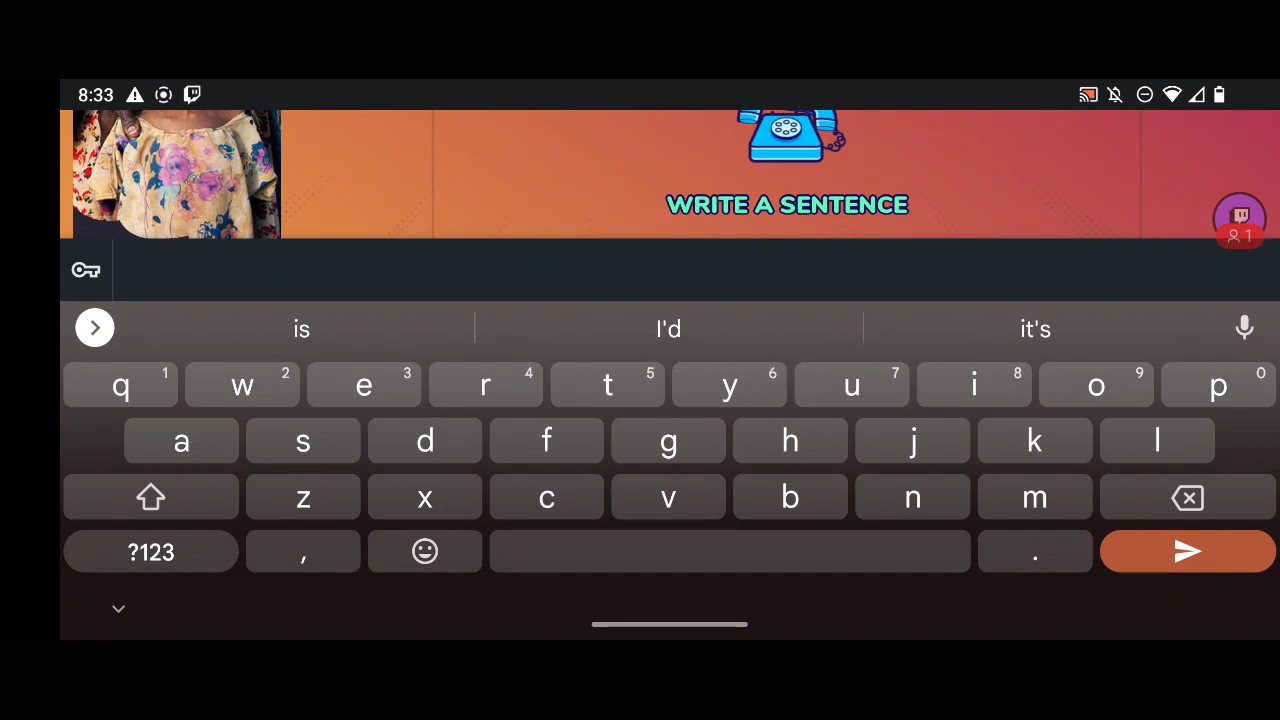 8:33
WRITE A SENTENCE
1
is I'd it's
q 1 w 2 e 3 r 4 t 5 y 6 u 7 i 8 o 9 p 0
a s d f g h j k l
z x c v b n m
?123 , .